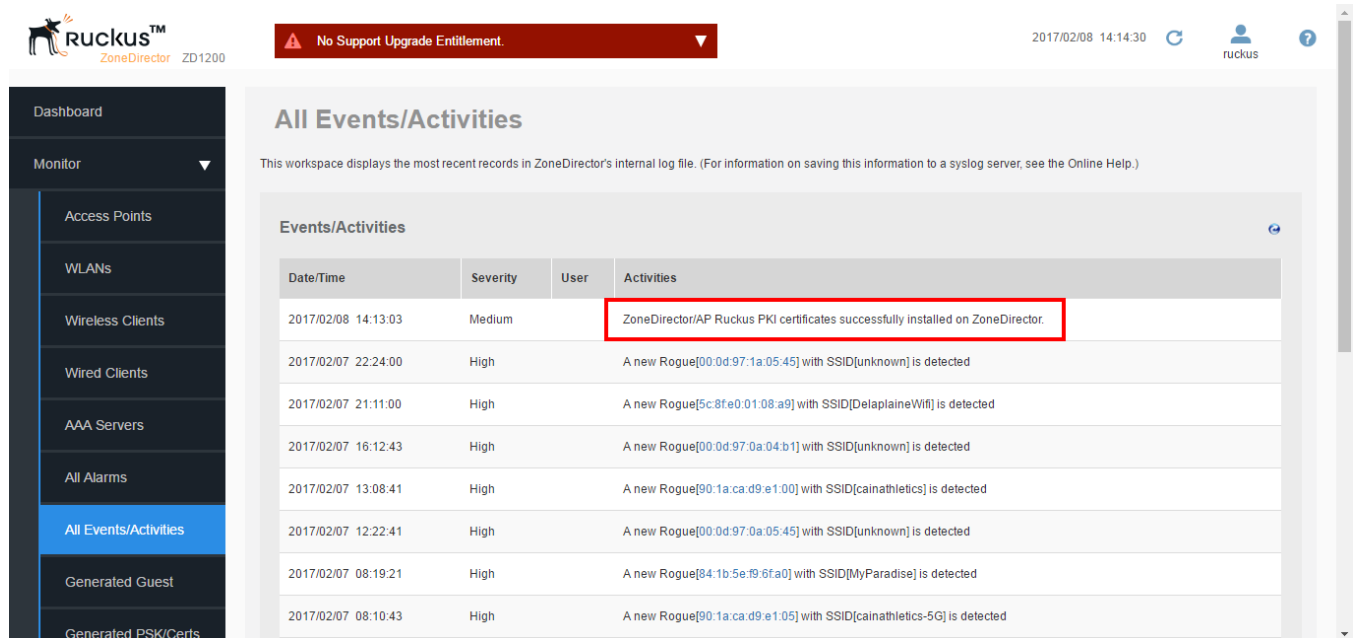 RUCKUS™
ZoneDirector ZD1200
No Support Upgrade Entitlement.
2017/02/08 14:14:30
ruckus
?
Dashboard
Monitor
Access Points
WLANs
Wireless Clients
Wired Clients
AAA Servers
All Alarms
All Events/Activities
Generated Guest
Generated PSK/Certs
All Events/Activities
This workspace displays the most recent records in ZoneDirector's internal log file. (For information on saving this information to a syslog server, see the Online Help.)
Events/Activities
Date/Time Severity User Activities
2017/02/08 14:13:03 Medium ZoneDirector/AP Ruckus PKI certificates successfully installed on ZoneDirector.
2017/02/07 22:24:00 High A new Rogue[00:0d:97:1a:05:45] with SSID[unknown] is detected
2017/02/07 21:11:00 High A new Rogue[5c:8f:e0:01:08:a9] with SSID[DelaplaineWifi] is detected
2017/02/07 16:12:43 High A new Rogue[00:0d:97:0a:04:b1] with SSID[unknown] is detected
2017/02/07 13:08:41 High A new Rogue[90:1a:ca:d9:e1:00] with SSID[cainathletics] is detected
2017/02/07 12:22:41 High A new Rogue[00:0d:97:0a:05:45] with SSID[unknown] is detected
2017/02/07 08:19:21 High A new Rogue[84:1b:5e:f9:6f:a0] with SSID[MyParadise] is detected
2017/02/07 08:10:43 High A new Rogue[90:1a:ca:d9:e1:05] with SSID[cainathletics-5G] is detected